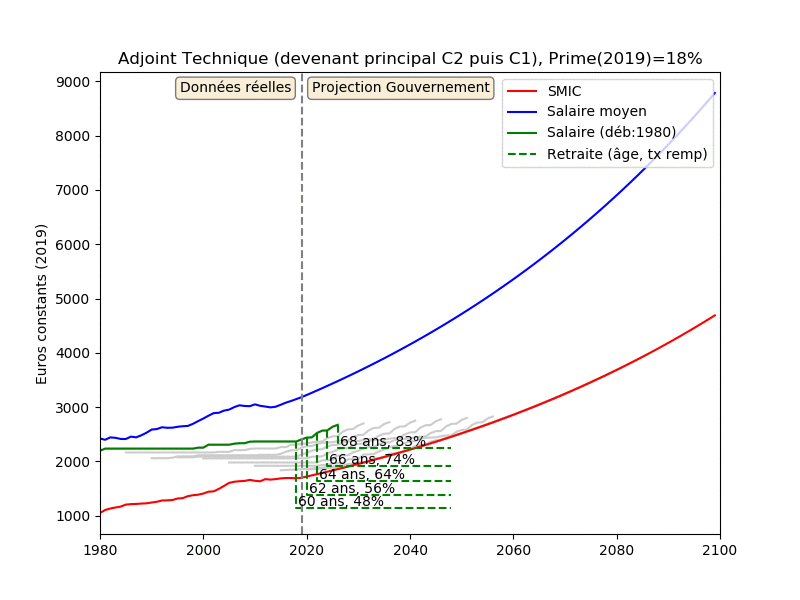 Adjoint Technique (devenant principal C2 puis C1), Prime(2019)=18%
Données réelles
Projection Gouvernement
SMIC
Salaire moyen
Salaire (déb:1980)
Retraite (âge, tx remp)
Euros constants (2019)
9000
8000
7000
6000
5000
4000
3000
2000
1000
68 ans, 83%
66 ans, 74%
64 ans, 64%
62 ans, 56%
60 ans, 48%
1980
2000
2020
2040
2060
2080
2100